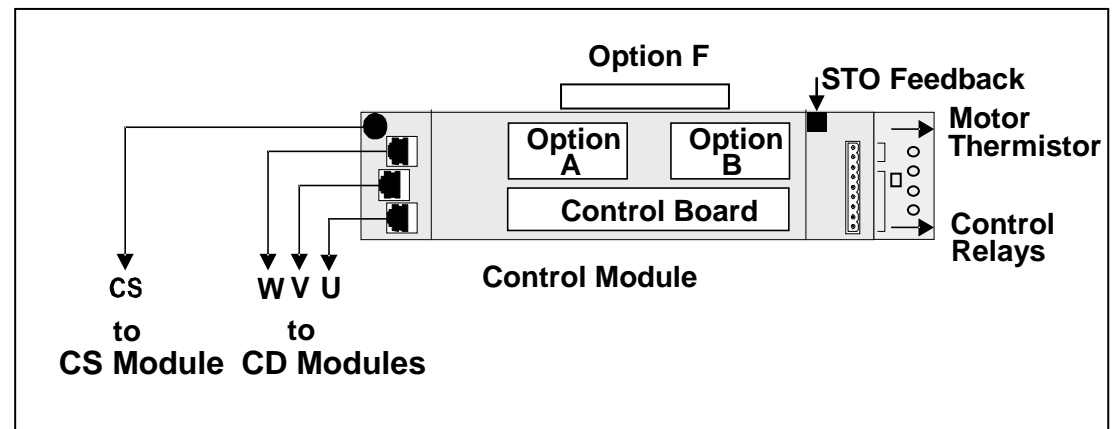 Option F
STO Feedback
Motor
Thermistor
Option
A
Option
B
Control Board
Control
Relays
Control Module
CS
W V U
to
to
CS Module
CD Modules